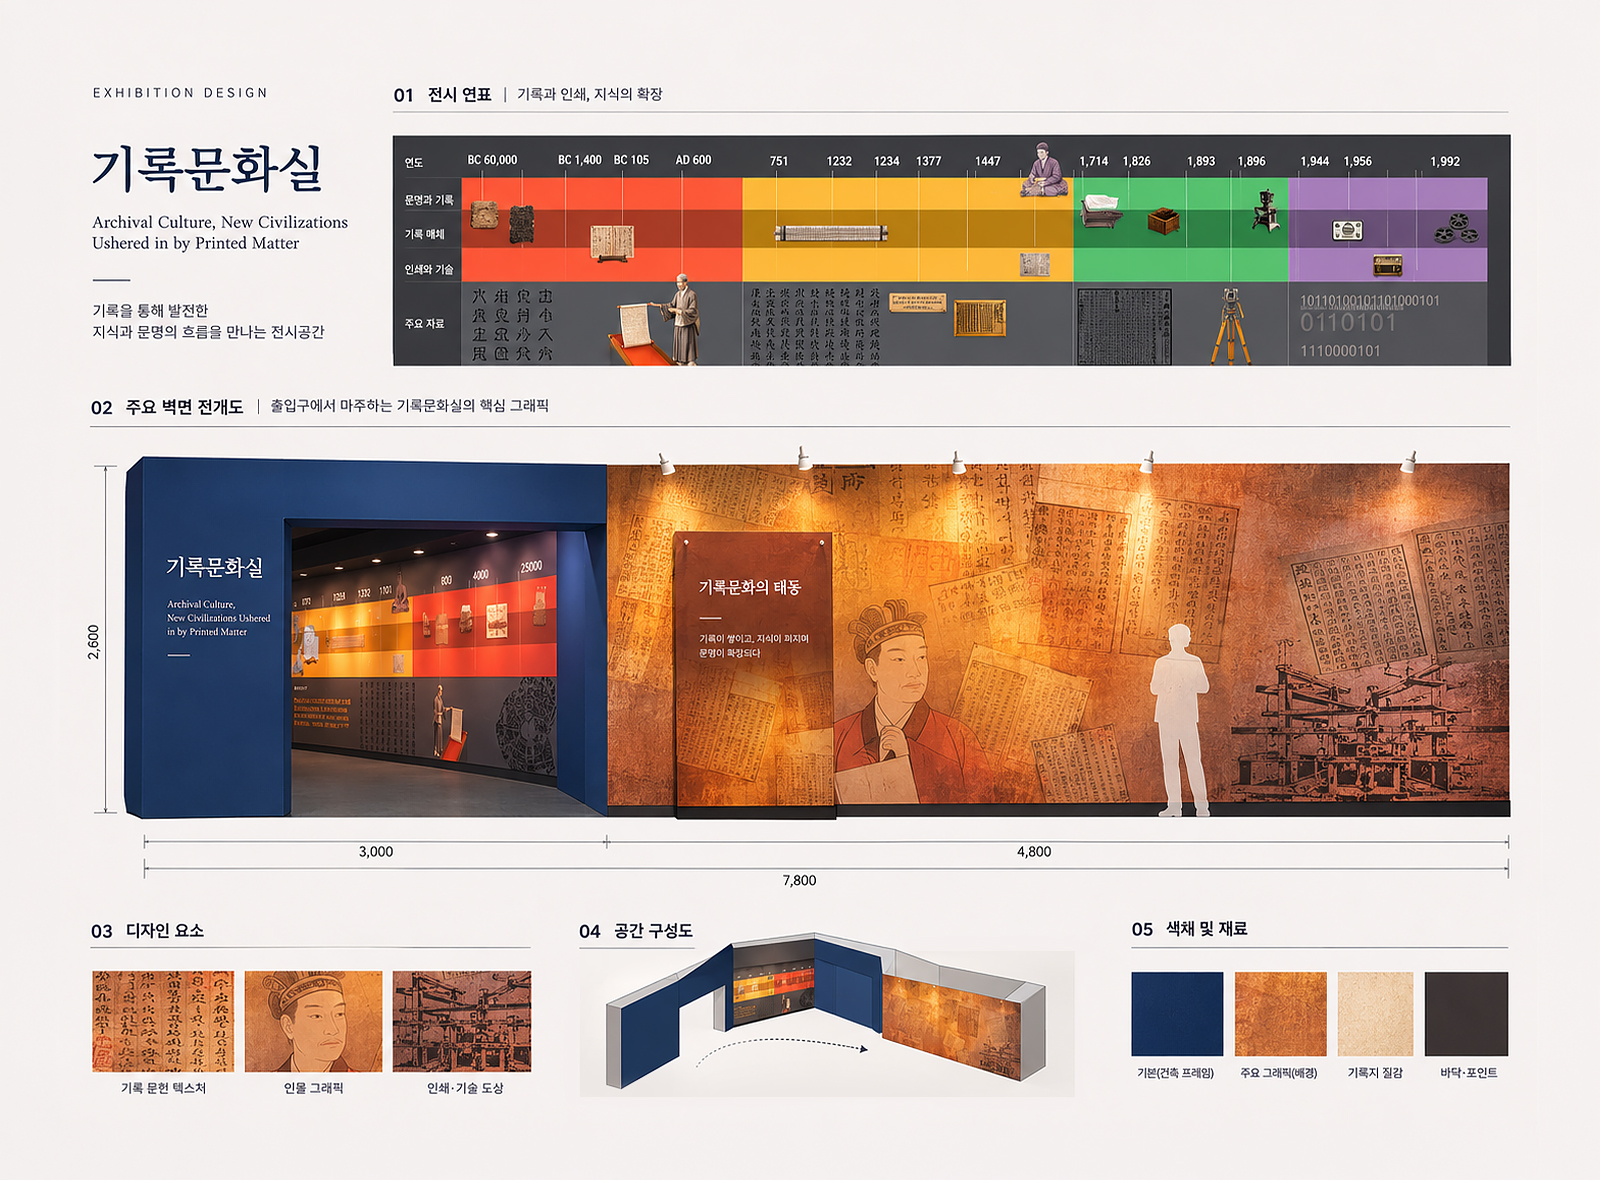 EXHIBITION DESIGN
기록문화실
Archival Culture, New Civilizations
Ushered in by Printed Matter
기록을 통해 발전한
지식과 문명의 흐름을 만나는 전시공간
01 전시 연표 | 기록과 인쇄, 지식의 확장
연도 BC 60,000 BC 1,400 BC 105 AD 600 751 1232 1234 1377 1447 1,714 1,826 1,893 1,896 1,944 1,956 1,992
문명과 기록
기록 매체
인쇄와 기술
주요 자료
10110100101101000101
0110101
1110000101
02 주요 벽면 전개도 | 출입구에서 마주하는 기록문화실의 핵심 그래픽
2,600
기록문화실
Archival Culture,
New Civilizations Ushered
in by Printed Matter
800 4000 25000
기록문화의 태동
기록이 쌓이고, 지식이 퍼지며
문명이 확장되다
3,000
4,800
7,800
03 디자인 요소
기록 문헌 텍스처
인물 그래픽
인쇄·기술 도상
04 공간 구성도
05 색채 및 재료
기본(건축 프레임)
주요 그래픽(배경)
기록지 질감
바닥·포인트